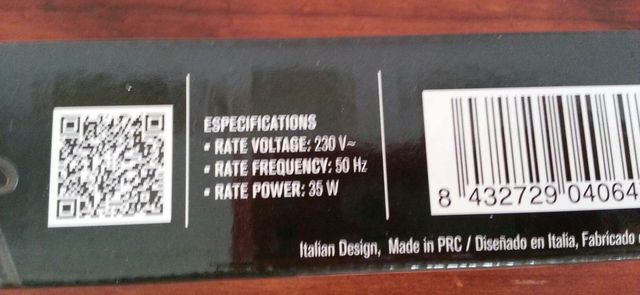 ESPECIFICATIONS
• RATE VOLTAGE: 230 V~
• RATE FREQUENCY: 50 Hz
• RATE POWER: 35 W
8 432729 04064
Italian Design, Made in PRC / Diseñado en Italia, Fabricado